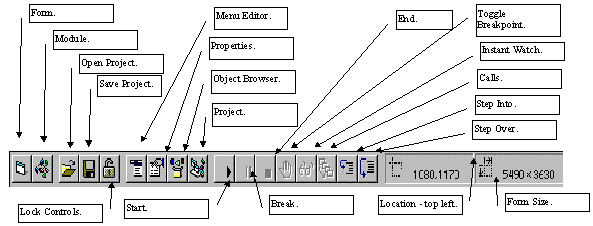 Form.
Module.
Open Project.
Save Project.
Menu Editor.
Properties.
Object Browser.
Project.
End.
Toggle
Breakpoint.
Instant Watch.
Calls.
Step Into.
Step Over.
1080,1170
5490 × 3630
Lock Controls.
Start.
Break.
Location - top left.
Form Size.